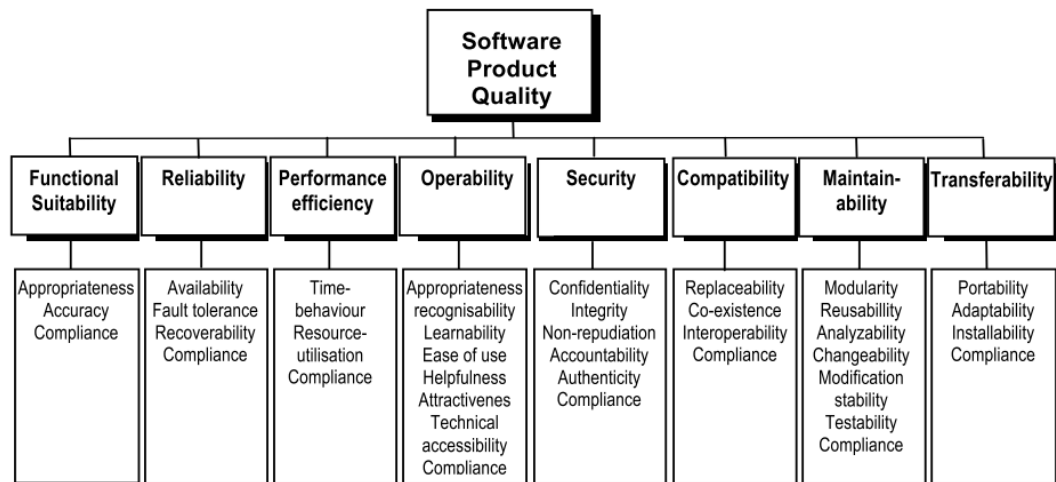 Software
Product
Quality
Functional
Suitability
Reliability
Performance
efficiency
Operability
Security
Compatibility
Maintain-
ability
Transferability
Appropriateness
Accuracy
Compliance
Availability
Fault tolerance
Recoverability
Compliance
Time-
behaviour
Resource-
utilisation
Compliance
Appropriateness
recognisability
Learnability
Ease of use
Helpfulness
Attractivenes
Technical
accessibility
Compliance
Confidentiality
Integrity
Non-repudiation
Accountability
Authenticity
Compliance
Replaceability
Co-existence
Interoperability
Compliance
Modularity
Reusability
Analyzability
Changeability
Modification
stability
Testability
Compliance
Portability
Adaptability
Installability
Compliance